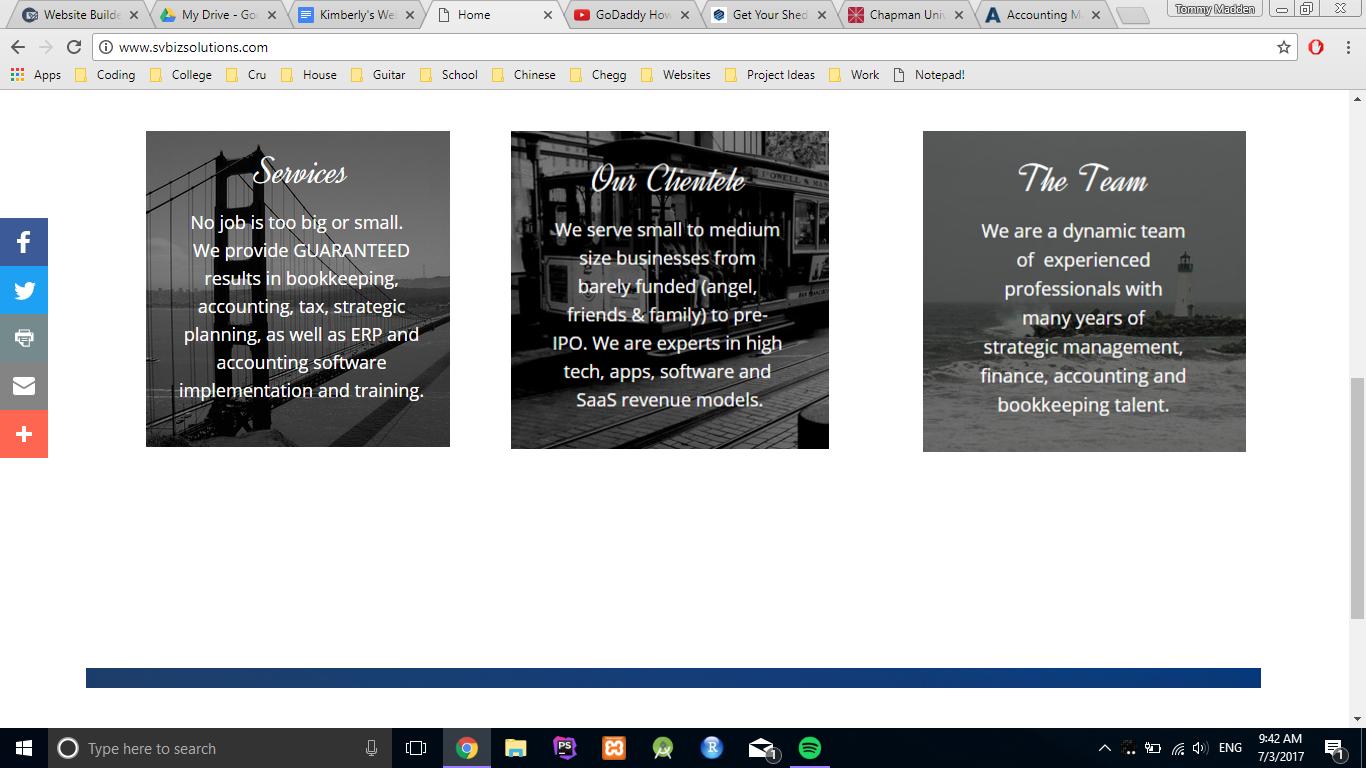 Website Builde
My Drive - Goo
Kimberly's Web
Home
GoDaddy How
Get Your Shed
Chapman Univ
Accounting Ma
Tommy Madden
www.svbizsolutions.com
Apps Coding College Cru House Guitar School Chinese Chegg Websites Project Ideas Work Notepad!
Services
No job is too big or small.
We provide GUARANTEED
results in bookkeeping,
accounting, tax, strategic
planning, as well as ERP and
accounting software
implementation and training.
Our Clientele
We serve small to medium
size businesses from
barely funded (angel,
friends & family) to pre-
IPO. We are experts in high
tech, apps, software and
SaaS revenue models.
The Team
We are a dynamic team
of experienced
professionals with
many years of
strategic management,
finance, accounting and
bookkeeping talent.
Type here to search
PS
R
1
ENG
9:42 AM
7/3/2017
1